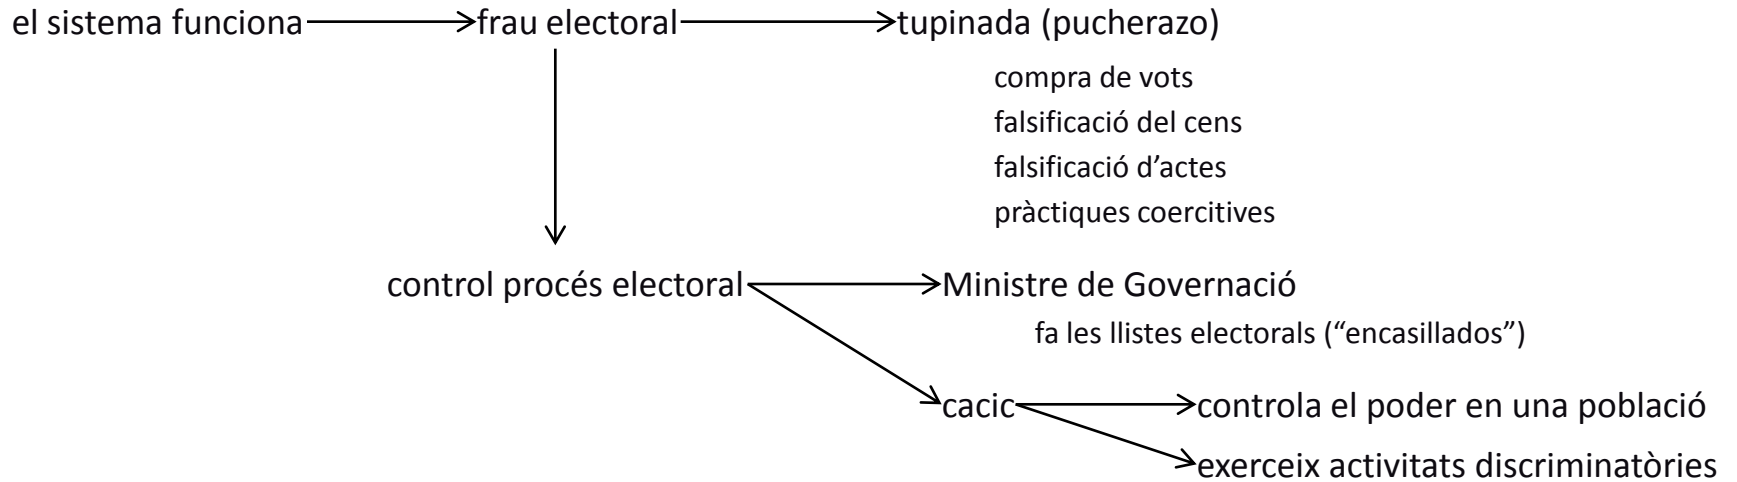 el sistema funciona frau electoral tupinada (pucherazo)
compra de vots
falsificació del cens
falsificació d’actes
pràctiques coercitives
control procés electoral Ministre de Governació
fa les llistes electorals (“encasillados”)
cacic controla el poder en una població
exerceix activitats discriminatòries